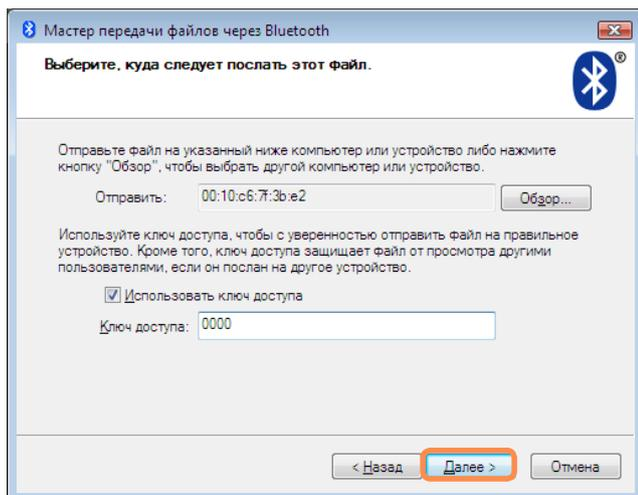 Мастер передачи файлов через Bluetooth
Выберите, куда следует послать этот файл.
®
Отправьте файл на указанный ниже компьютер или устройство либо нажмите
кнопку "Обзор", чтобы выбрать другой компьютер или устройство.
Отправить: 00:10:c6:7f:3b:e2 Обзор...
Используйте ключ доступа, чтобы с уверенностью отправить файл на правильное
устройство. Кроме того, ключ доступа защищает файл от просмотра другими
пользователями, если он послан на другое устройство.
Использовать ключ доступа
Ключ доступа: 0000
< Назад Далее > Отмена